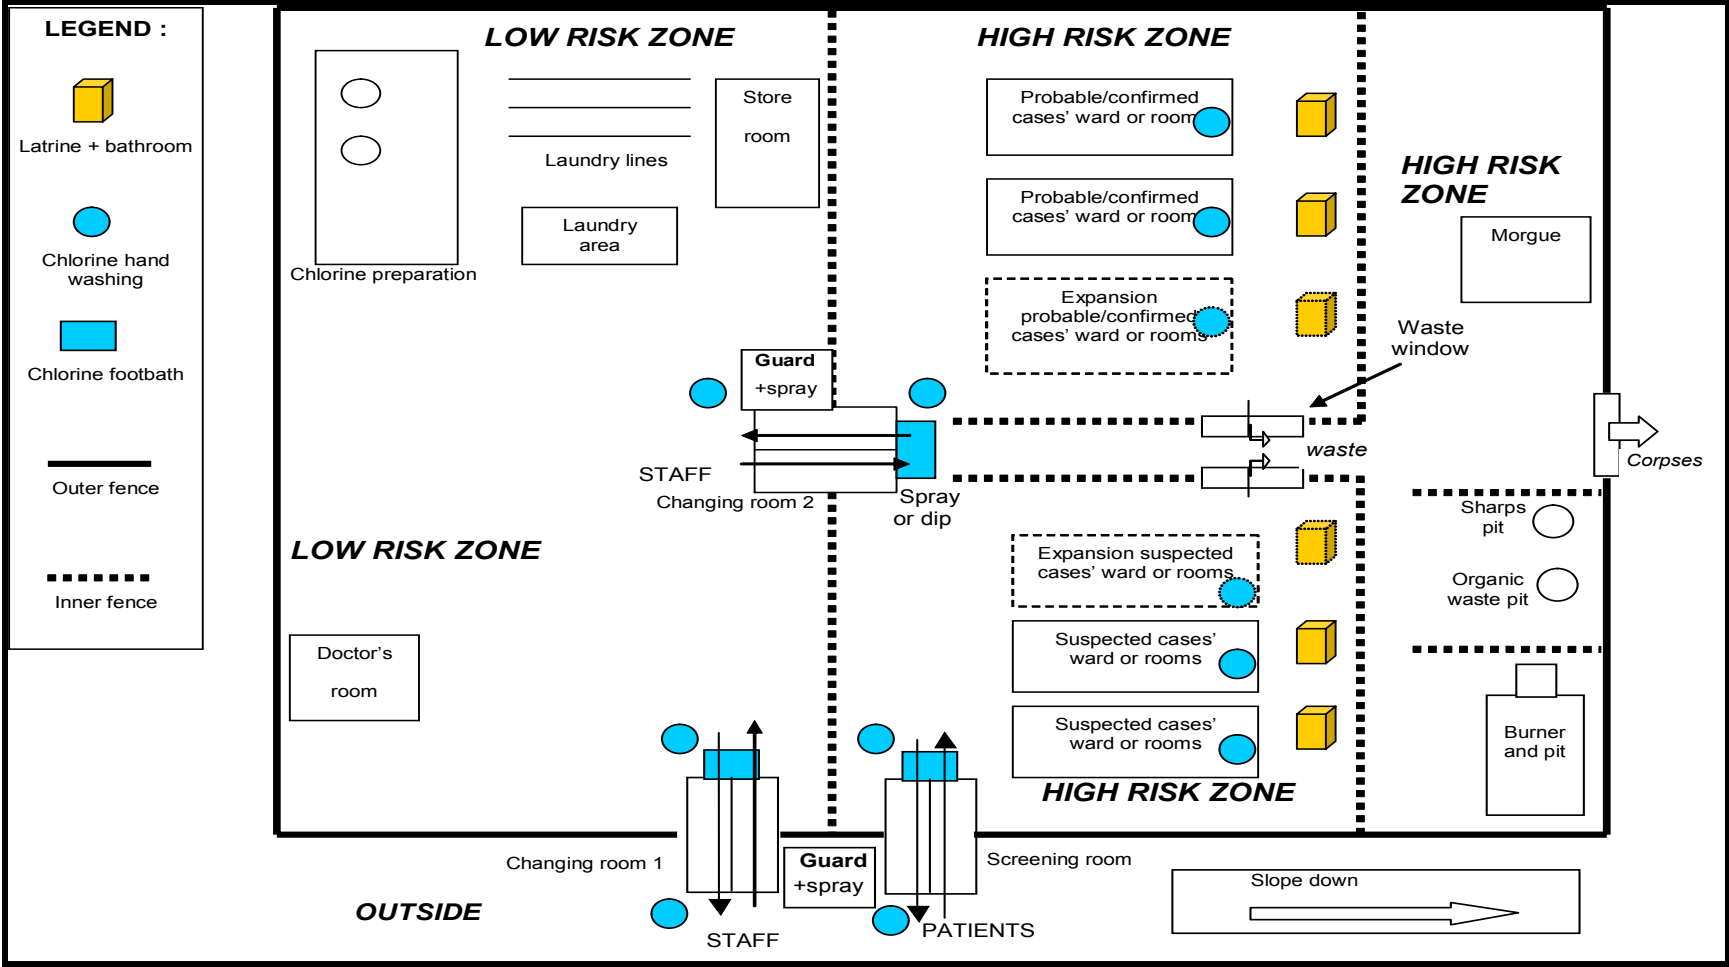 LEGEND :
Latrine + bathroom
Chlorine hand
washing
Chlorine footbath
Outer fence
Inner fence
LOW RISK ZONE
Chlorine preparation
Laundry lines
Laundry
area
Store
room
HIGH RISK ZONE
Probable/confirmed
cases’ ward or room
Probable/confirmed
cases’ ward or room
Expansion
probable/confirmed
cases’ ward or rooms
HIGH RISK
ZONE
Morgue
Waste
window
Guard
+spray
STAFF
Changing room 2
Spray
or dip
waste
Corpses
Sharps
pit
Organic
waste pit
Burner
and pit
LOW RISK ZONE
Doctor’s
room
Expansion suspected
cases’ ward or rooms
Suspected cases’
ward or rooms
Suspected cases’
ward or rooms
HIGH RISK ZONE
Changing room 1
Guard
+spray
Screening room
OUTSIDE
STAFF
PATIENTS
Slope down